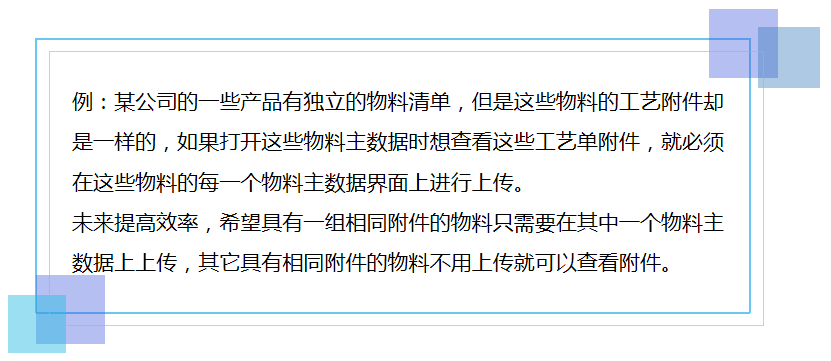 例：某公司的一些产品有独立的物料清单，但是这些物料的工艺附件却
是一样的，如果打开这些物料主数据时想查看这些工艺单附件，就必须
在这些物料的每一个物料主数据界面上进行上传。
未来提高效率，希望具有一组相同附件的物料只需要在其中一个物料主
数据上上传，其它具有相同附件的物料不用上传就可以查看附件。